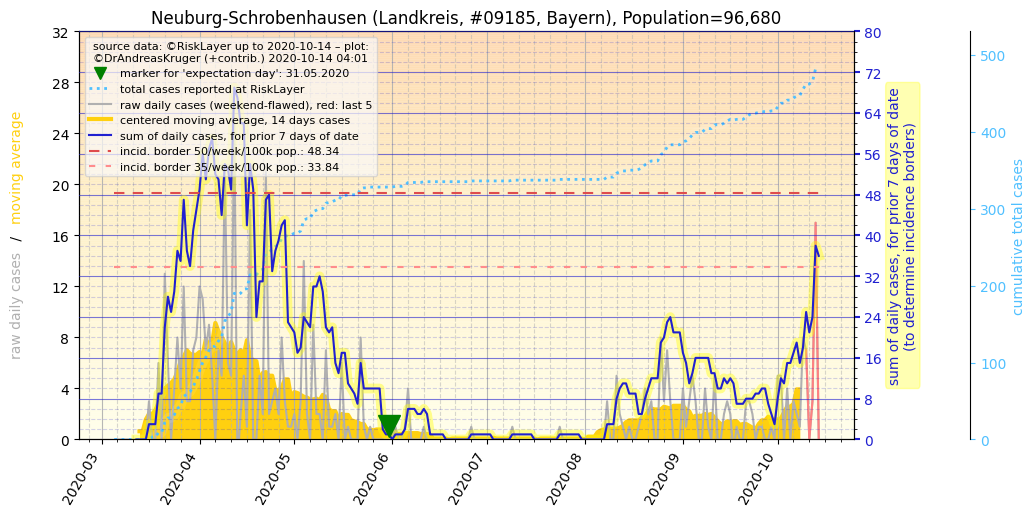 Neuburg-Schrobenhausen (Landkreis, #09185, Bayern), Population=96,680
source data: ©RiskLayer up to 2020-10-14 – plot:
©DrAndreasKruger (+contrib.) 2020-10-14 04:01
marker for 'expectation day': 31.05.2020
total cases reported at RiskLayer
raw daily cases (weekend-flawed), red: last 5
centered moving average, 14 days cases
sum of daily cases, for prior 7 days of date
incid. border 50/week/100k pop.: 48.34
incid. border 35/week/100k pop.: 33.84
raw daily cases / moving average
32
28
24
20
16
12
8
4
0
80
72
64
56
48
40
32
24
16
8
0
sum of daily cases, for prior 7 days of date
(to determine incidence borders)
500
400
300
200
100
0
cumulative total cases
2020-03
2020-04
2020-05
2020-06
2020-07
2020-08
2020-09
2020-10